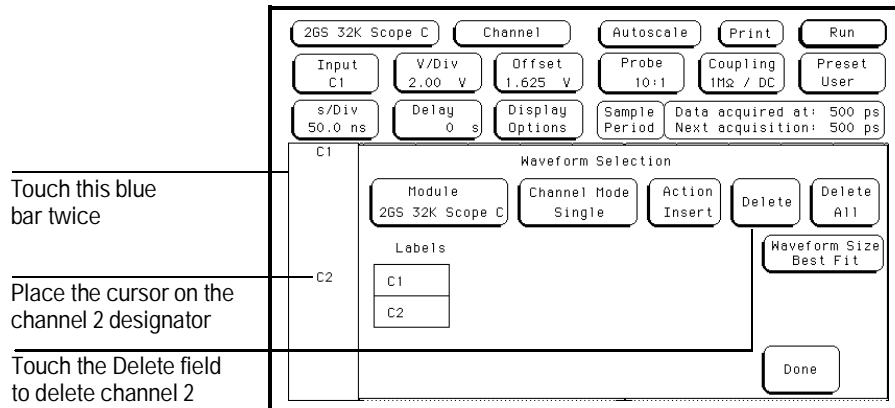 2GS 32K Scope C
Channel
Autoscale
Print
Run
Input
C1
V/Div
2.00 V
Offset
1.625 V
Probe
10:1
Coupling
1MΩ / DC
Preset
User
s/Div
50.0 ns
Delay
0 s
Display
Options
Sample
Period
Data acquired at: 500 ps
Next acquisition: 500 ps
C1
Waveform Selection
Touch this blue
bar twice
Module
2GS 32K Scope C
Channel Mode
Single
Action
Insert
Delete
Delete
All
Labels
Waveform Size
Best Fit
C2
C1
C2
Place the cursor on the
channel 2 designator
Touch the Delete field
to delete channel 2
Done